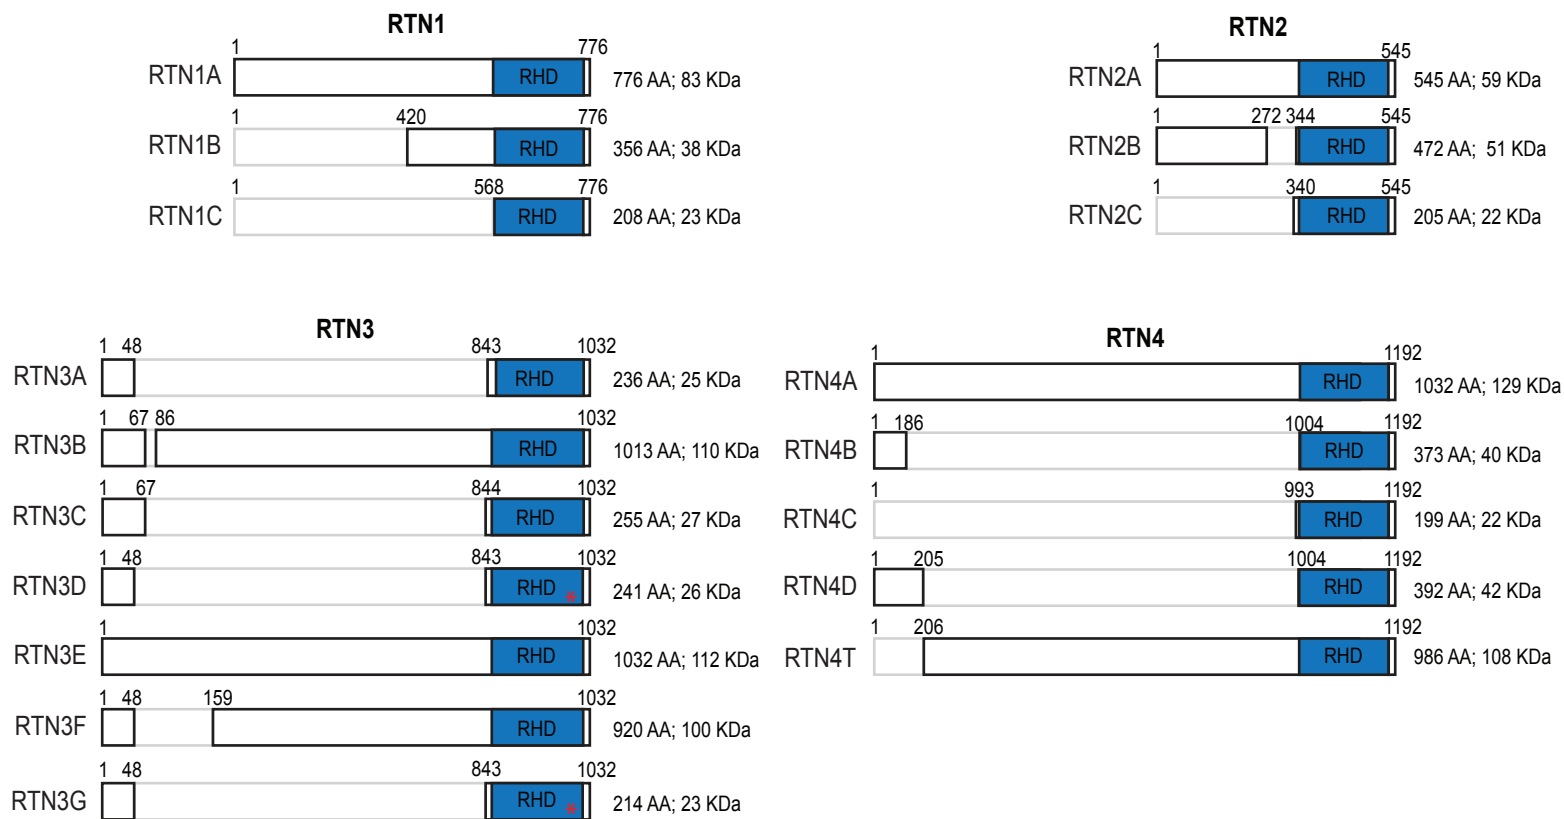 RTN1
1 776
RTN1A RHD 776 AA; 83 KDa
1 420 776
RTN1B RHD 356 AA; 38 KDa
1 568 776
RTN1C RHD 208 AA; 23 KDa
RTN2
1 545
RTN2A RHD 545 AA; 59 KDa
1 272 344 545
RTN2B RHD 472 AA; 51 KDa
1 340 545
RTN2C RHD 205 AA; 22 KDa
RTN3
1 48 843 1032
RTN3A RHD 236 AA; 25 KDa
1 67 86 1032
RTN3B RHD 1013 AA; 110 KDa
1 67 844 1032
RTN3C RHD 255 AA; 27 KDa
1 48 843 1032
RTN3D RHD * 241 AA; 26 KDa
1 1032
RTN3E RHD 1032 AA; 112 KDa
1 48 159 1032
RTN3F RHD 920 AA; 100 KDa
1 48 843 1032
RTN3G RHD * 214 AA; 23 KDa
RTN4
1 1192
RTN4A RHD 1032 AA; 129 KDa
1 186 1004 1192
RTN4B RHD 373 AA; 40 KDa
1 993 1192
RTN4C RHD 199 AA; 22 KDa
1 205 1004 1192
RTN4D RHD 392 AA; 42 KDa
1 206 1192
RTN4T RHD 986 AA; 108 KDa